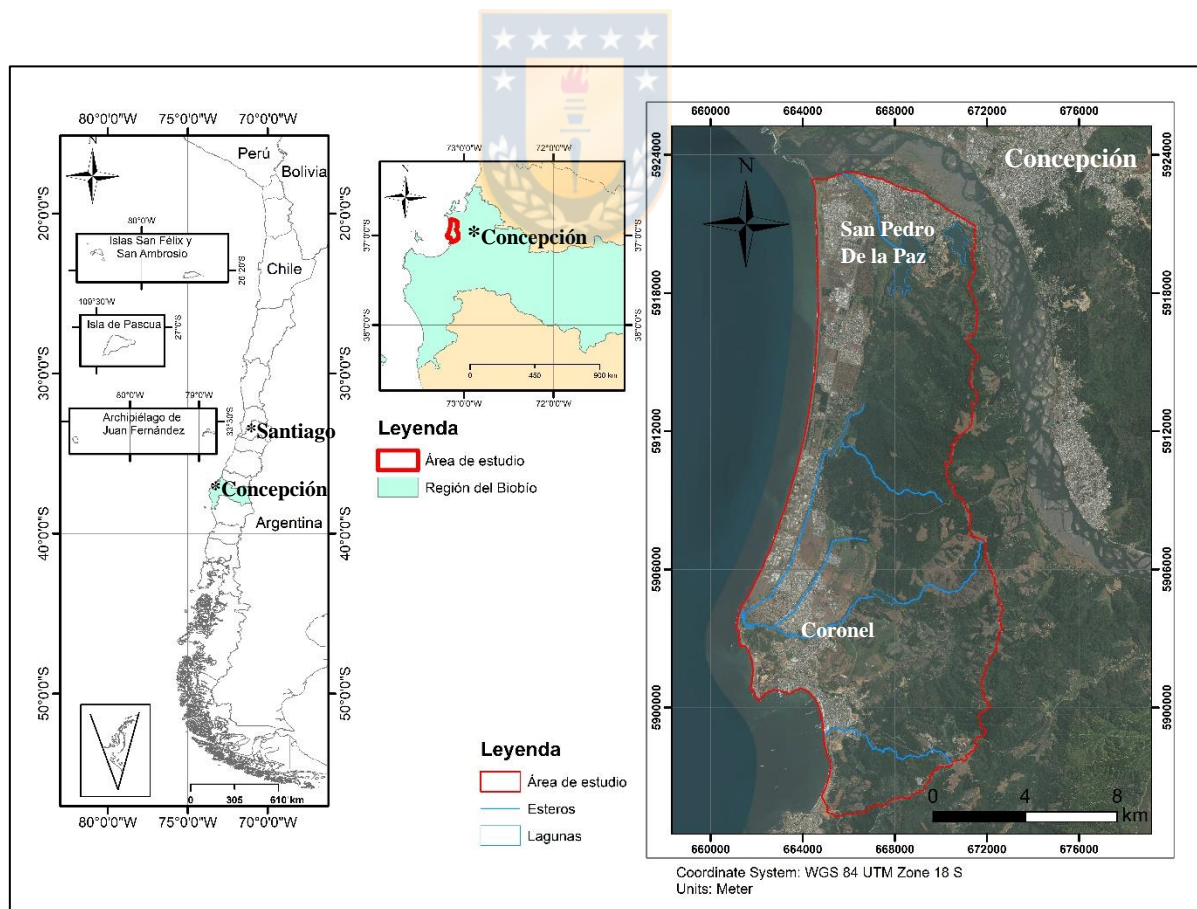 80°0'0"W 75°0'0"W 70°0'0"W
N
Perú
Bolivia
20°0'0"S
20°0'0"S
80°0'0"W
Islas San Félix y
San Ambrosio
26°20'S
Chile
109°30'W
Isla de Pascua
27°0'S
30°0'0"S
30°0'0"S
80°0'W 79°0'W
Archipiélago de
Juan Fernández
33°30'S
*Santiago
*Concepción
Argentina
40°0'0"S
40°0'0"S
50°0'0"S
50°0'0"S
0 305 610 km
80°0'0"W 75°0'0"W 70°0'0"W
73°0'0"W 72°0'0"W
N
37°0'0"S
37°0'0"S
*Concepción
38°0'0"S
38°0'0"S
0 450 900 km
73°0'0"W 72°0'0"W
Leyenda
Área de estudio
Región del Biobío
Leyenda
Área de estudio
Esteros
Lagunas
660000 664000 668000 672000 676000
5924000
5924000
Concepción
N
San Pedro
De la Paz
5918000
5918000
5912000
5912000
5906000
5906000
Coronel
5900000
5900000
0 4 8
km
660000 664000 668000 672000 676000
Coordinate System: WGS 84 UTM Zone 18 S
Units: Meter